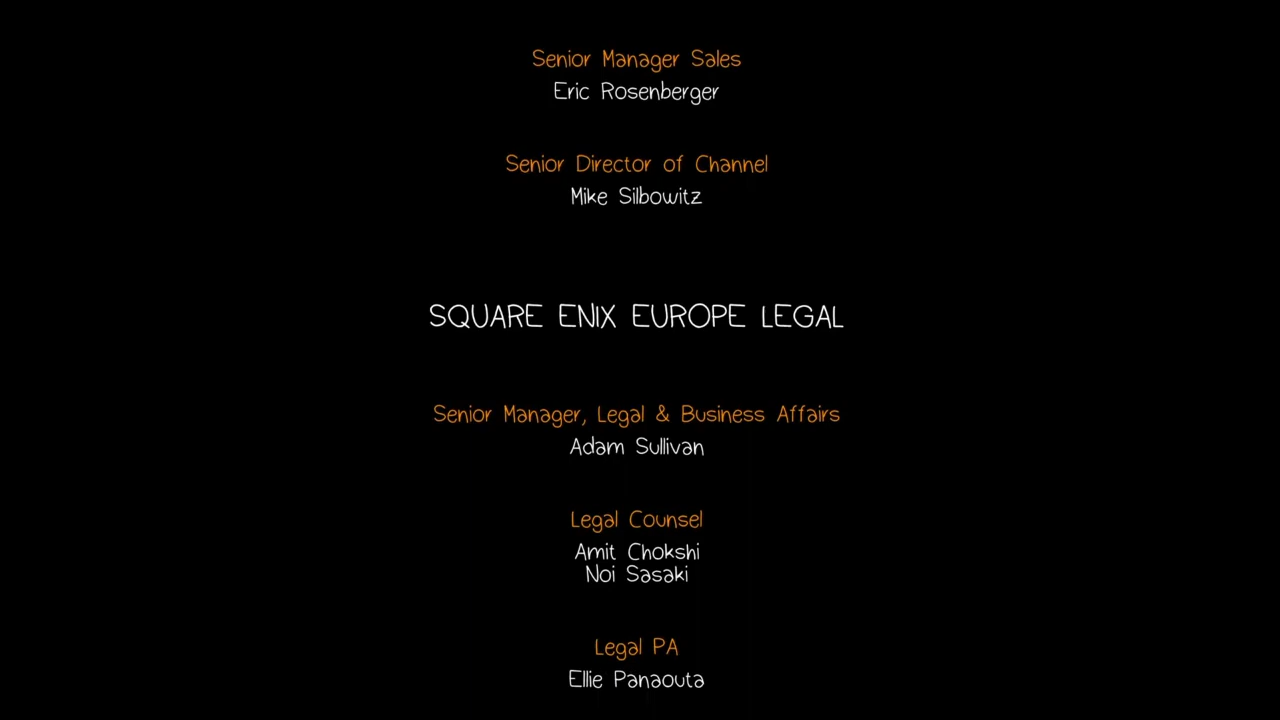 Senior Manager Sales
Eric Rosenberger
Senior Director of Channel
Mike Silbowitz
SQUARE ENIX EUROPE LEGAL
Senior Manager, Legal & Business Affairs
Adam Sullivan
Legal Counsel
Amit Chokshi
Noi Sasaki
Legal PA
Ellie Panaouta